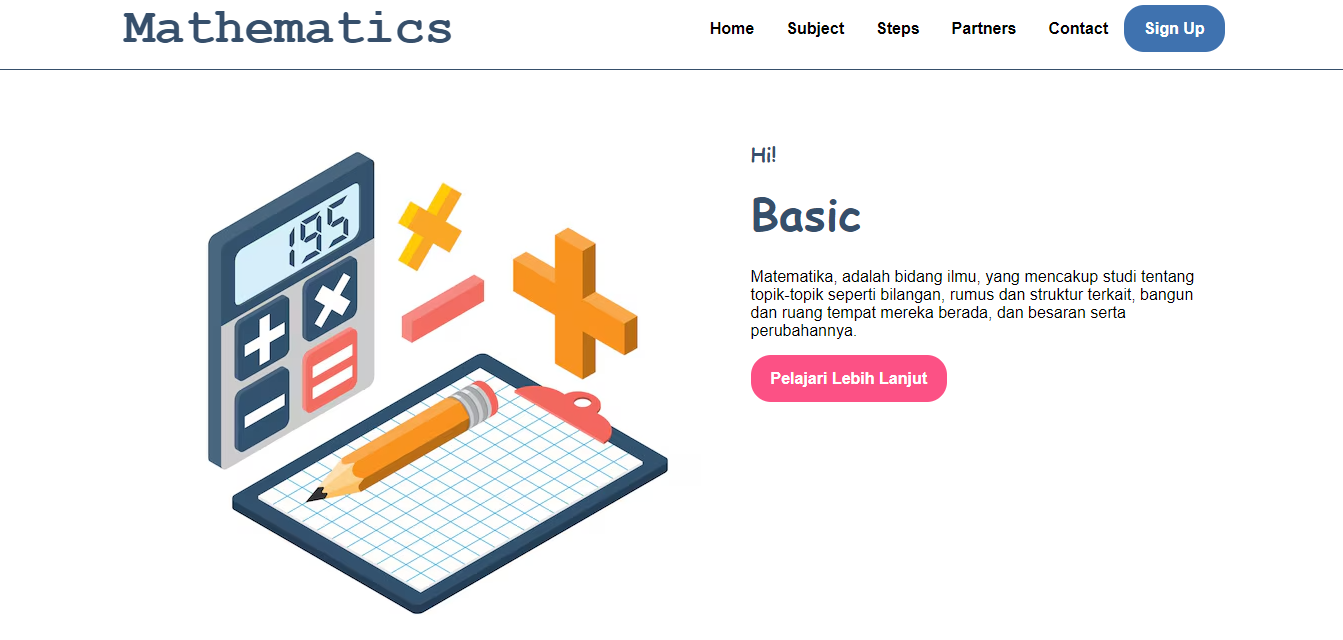 Mathematics
Home Subject Steps Partners Contact Sign Up
195
Hi!
Basic
Matematika, adalah bidang ilmu, yang mencakup studi tentang
topik-topik seperti bilangan, rumus dan struktur terkait, bangun
dan ruang tempat mereka berada, dan besaran serta
perubahannya.
Pelajari Lebih Lanjut